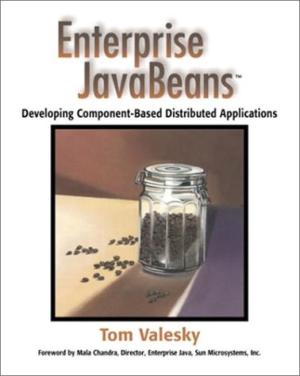 Enterprise
JavaBeans™
Developing Component-Based Distributed Applications
Tom Valesky
Foreword by Mala Chandra, Director, Enterprise Java, Sun Microsystems, Inc.